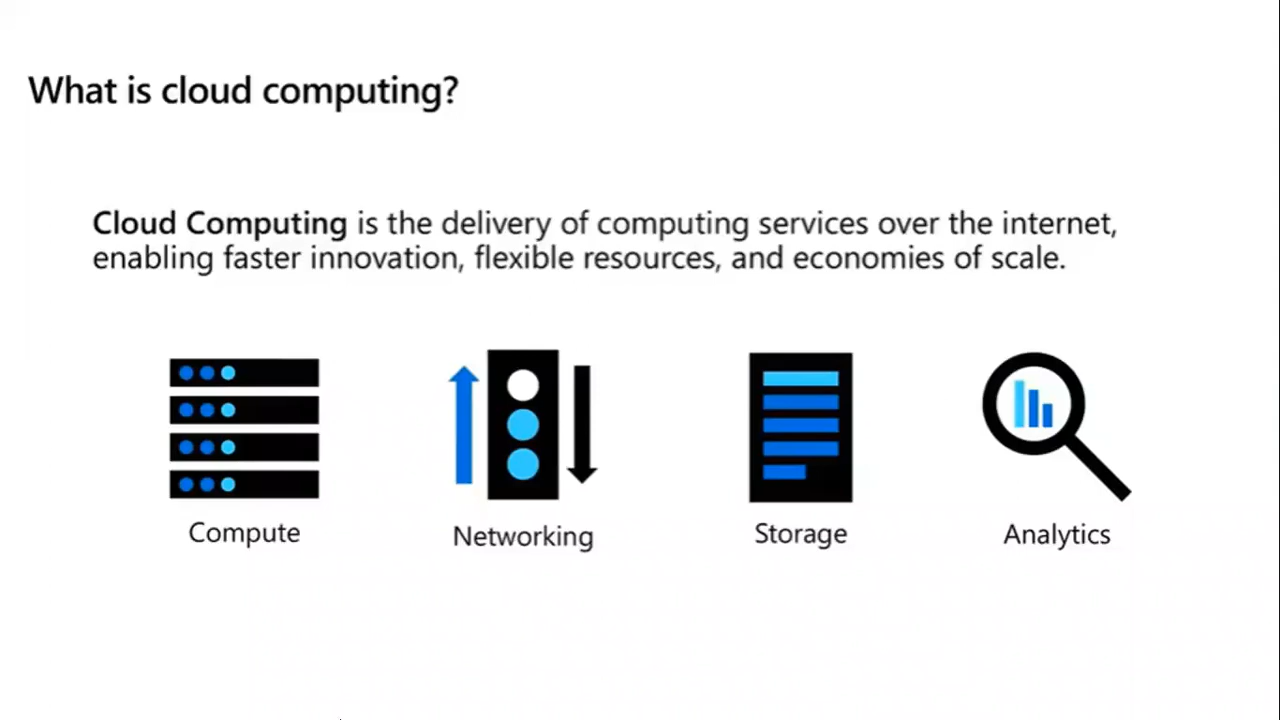 What is cloud computing?
Cloud Computing is the delivery of computing services over the internet,
enabling faster innovation, flexible resources, and economies of scale.
Compute
Networking
Storage
Analytics